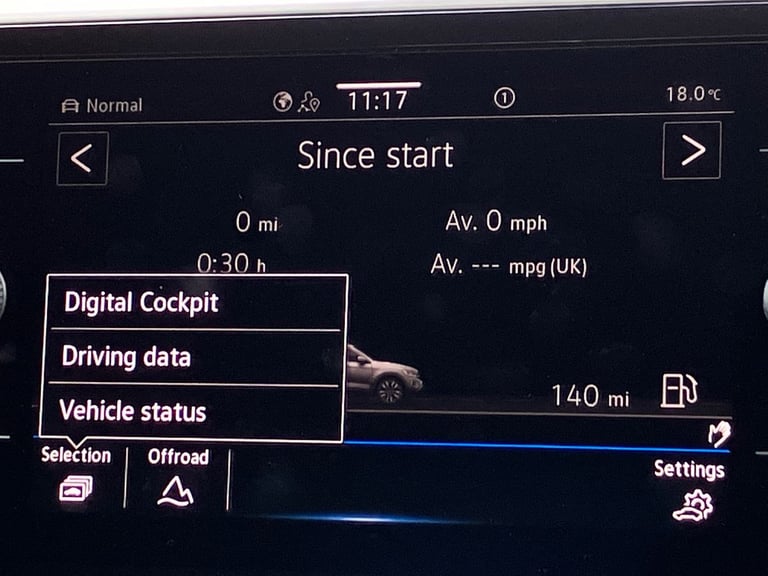 Normal 11:17 1 18.0°C
< Since start >
0 mi Av. 0 mph
0:30 h Av. --- mpg (UK)
Digital Cockpit
Driving data
Vehicle status
140 mi
Selection Offroad Settings